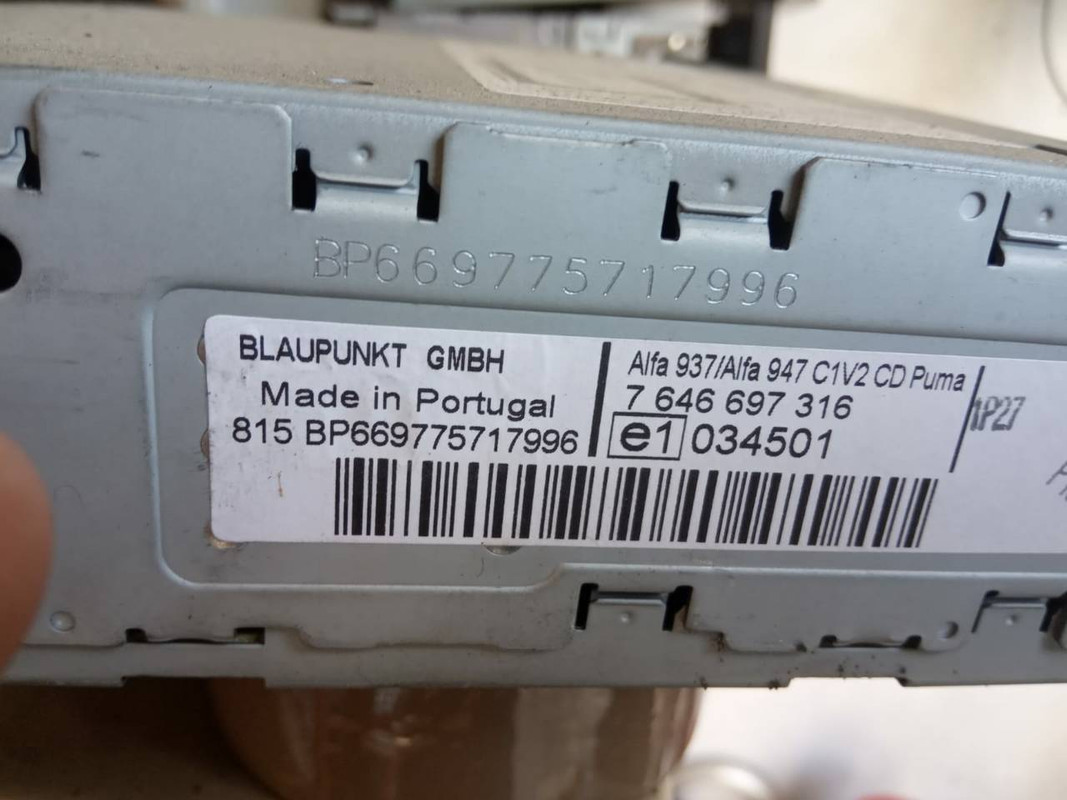 BP669775717996
BLAUPUNKT GMBH
Made in Portugal
815 BP669775717996
Alfa 937/Alfa 947 C1V2 CD Puma
7 646 697 316
e1 034501